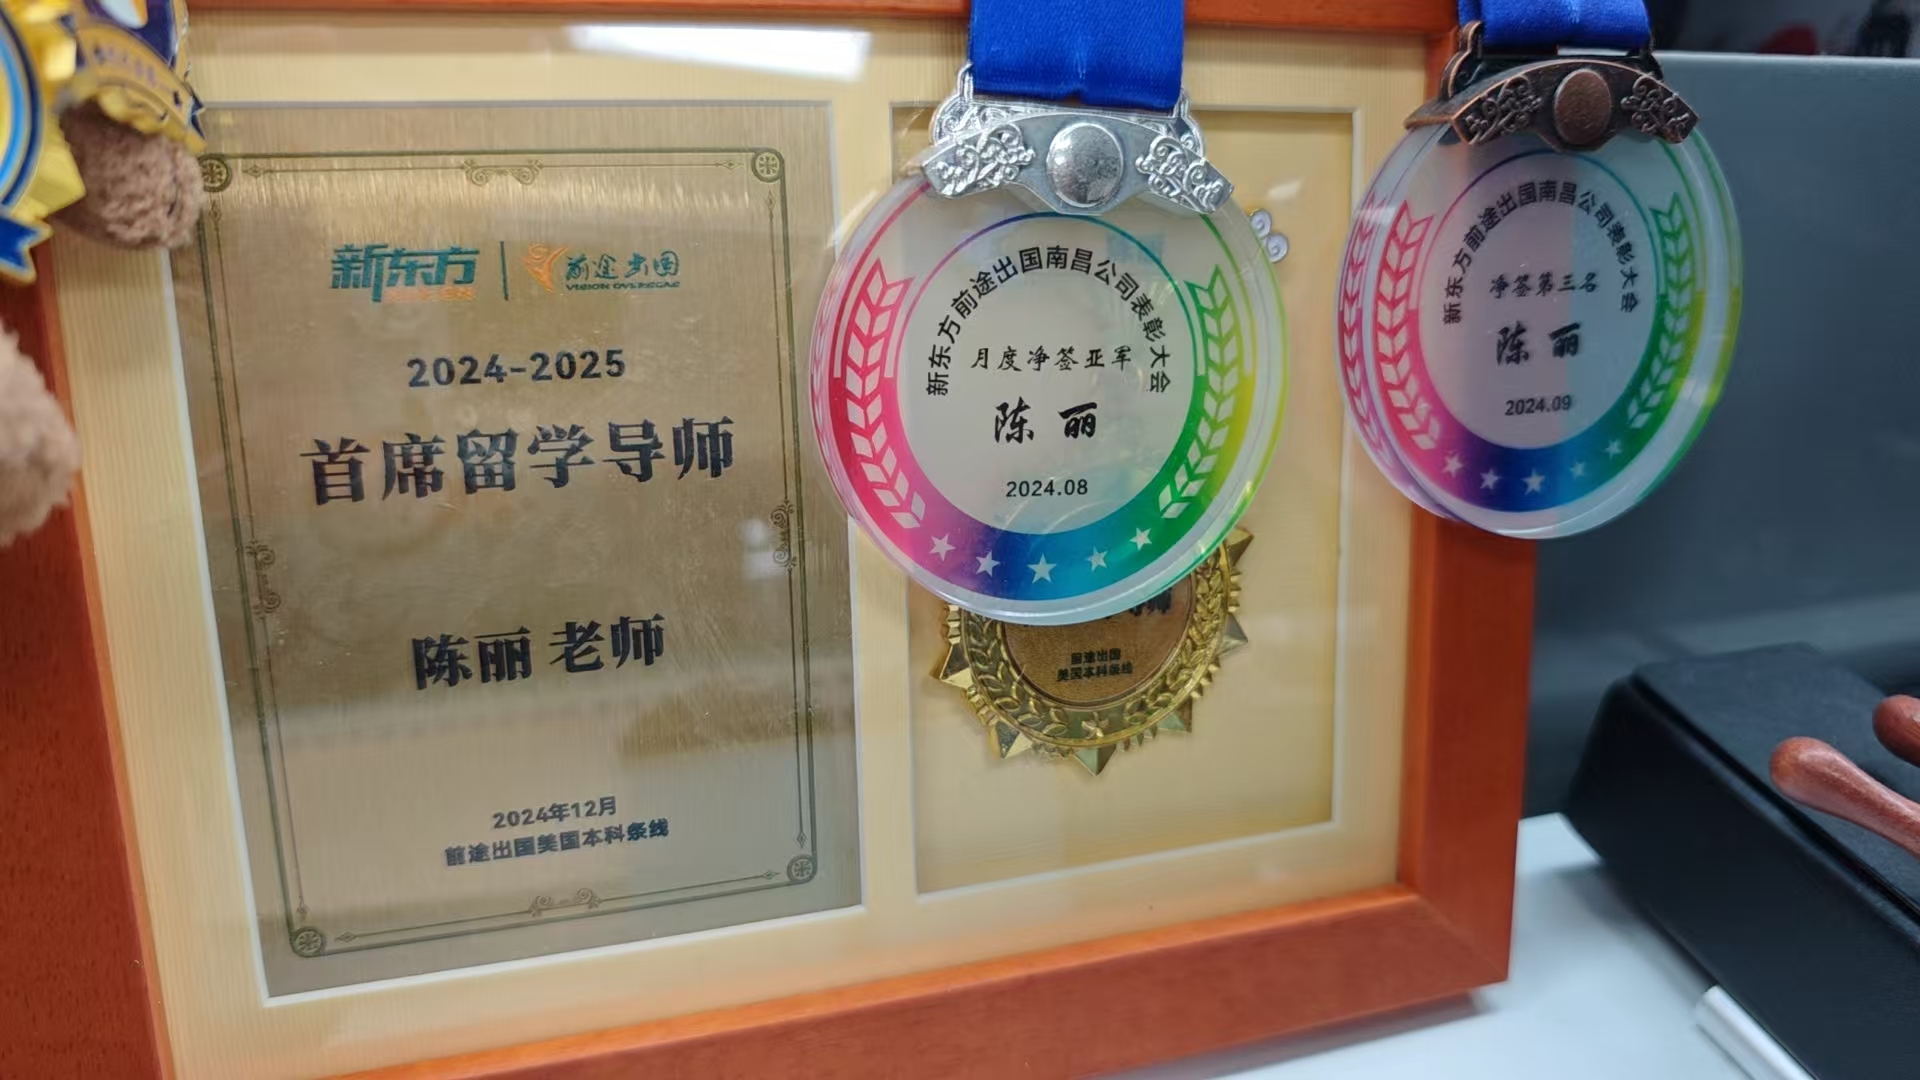 新东方
前途出国
VISION OVERSEAS
2024-2025
首席留学导师
陈丽 老师
2024年12月
前途出国美国本科条线
新东方前途出国南昌公司表彰大会
月度净签亚军
陈 丽
2024.08
导师
前途出国
美国本科条线
新东方前途出国南昌公司表彰大会
净签第三名
陈 丽
2024.09